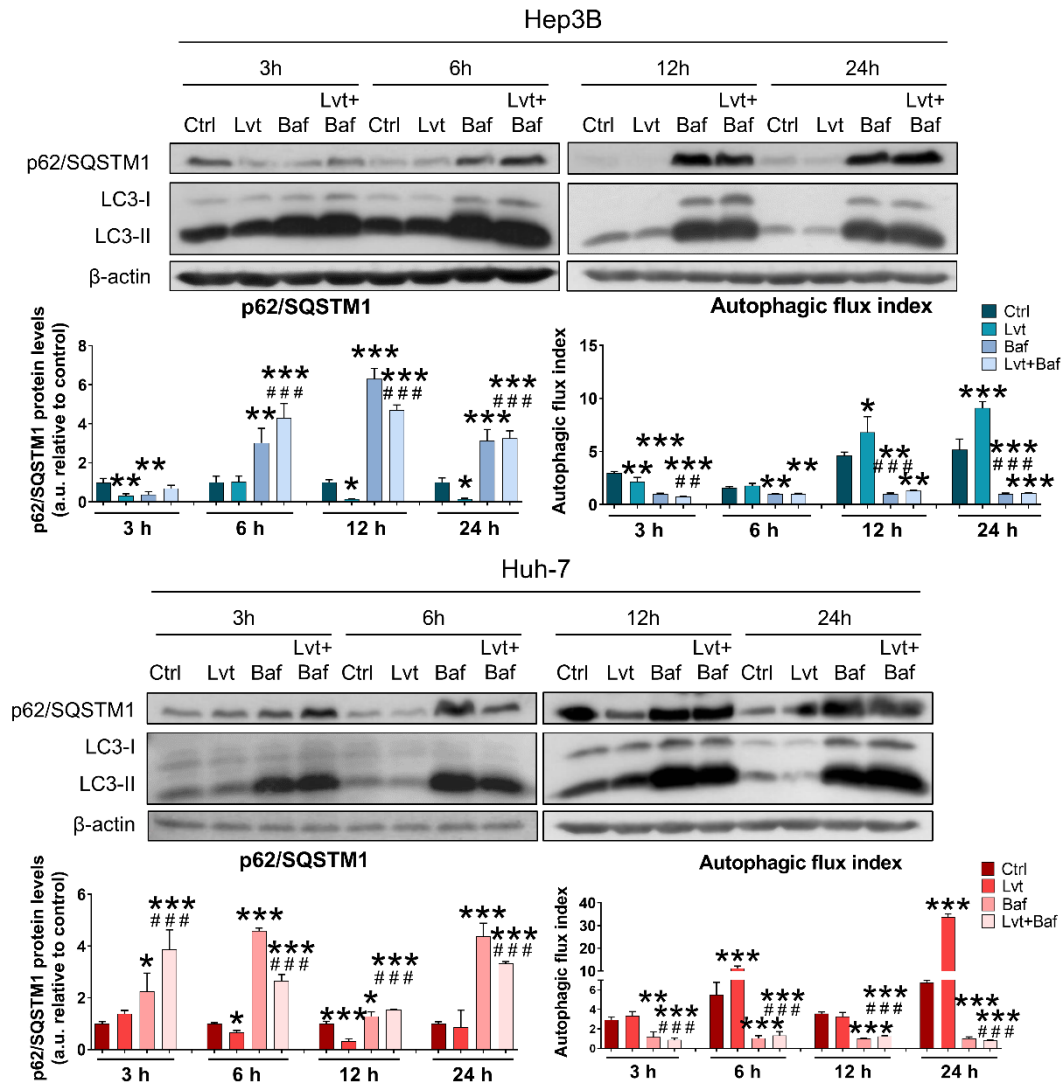 Hep3B
3h 6h 12h 24h
Ctrl Lvt Baf Lvt+ Baf Ctrl Lvt Baf Lvt+ Baf Ctrl Lvt Baf Lvt+ Baf Ctrl Lvt Baf Lvt+ Baf
p62/SQSTM1
LC3-I
LC3-II
β-actin
p62/SQSTM1
p62/SQSTM1 protein levels
(a.u. relative to control)
8
6
4
2
0
** ** ** *** ### * *** *** ### * *** *** ###
3 h 6 h 12 h 24 h
Autophagic flux index
Ctrl
Lvt
Baf
Lvt+Baf
Autophagic flux index
15
10
5
0
** *** *** ## ** ** * ** ### ** *** *** ### ***
3 h 6 h 12 h 24 h
Huh-7
3h 6h 12h 24h
Ctrl Lvt Baf Lvt+ Baf Ctrl Lvt Baf Lvt+ Baf Ctrl Lvt Baf Lvt+ Baf Ctrl Lvt Baf Lvt+ Baf
p62/SQSTM1
LC3-I
LC3-II
β-actin
p62/SQSTM1
p62/SQSTM1 protein levels
(a.u. relative to control)
6
4
2
0
* *** ### * *** *** ### *** * *** ### *** *** ###
3 h 6 h 12 h 24 h
Autophagic flux index
Ctrl
Lvt
Baf
Lvt+Baf
Autophagic flux index
40
30
20
10
6
4
2
0
** *** ### *** *** *** ### *** *** ### *** *** *** ###
3 h 6 h 12 h 24 h